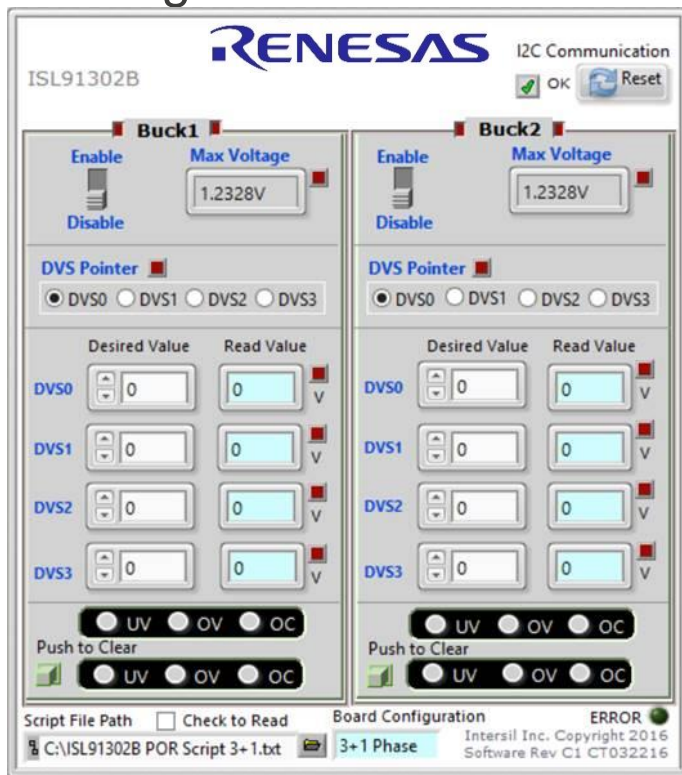 RENESAS
I2C Communication
ISL91302B
OK Reset
Buck1
Enable Max Voltage
1.2328V
Disable
DVS Pointer
DVS0 DVS1 DVS2 DVS3
Desired Value Read Value
DVS0 0 0 V
DVS1 0 0 V
DVS2 0 0 V
DVS3 0 0 V
UV OV OC
Push to Clear
UV OV OC
Buck2
Enable Max Voltage
1.2328V
Disable
DVS Pointer
DVS0 DVS1 DVS2 DVS3
Desired Value Read Value
DVS0 0 0 V
DVS1 0 0 V
DVS2 0 0 V
DVS3 0 0 V
UV OV OC
Push to Clear
UV OV OC
Script File Path Check to Read
C:\ISL91302B POR Script 3+1.txt
Board Configuration
3+1 Phase
ERROR
Intersil Inc. Copyright 2016
Software Rev C1 CT032216